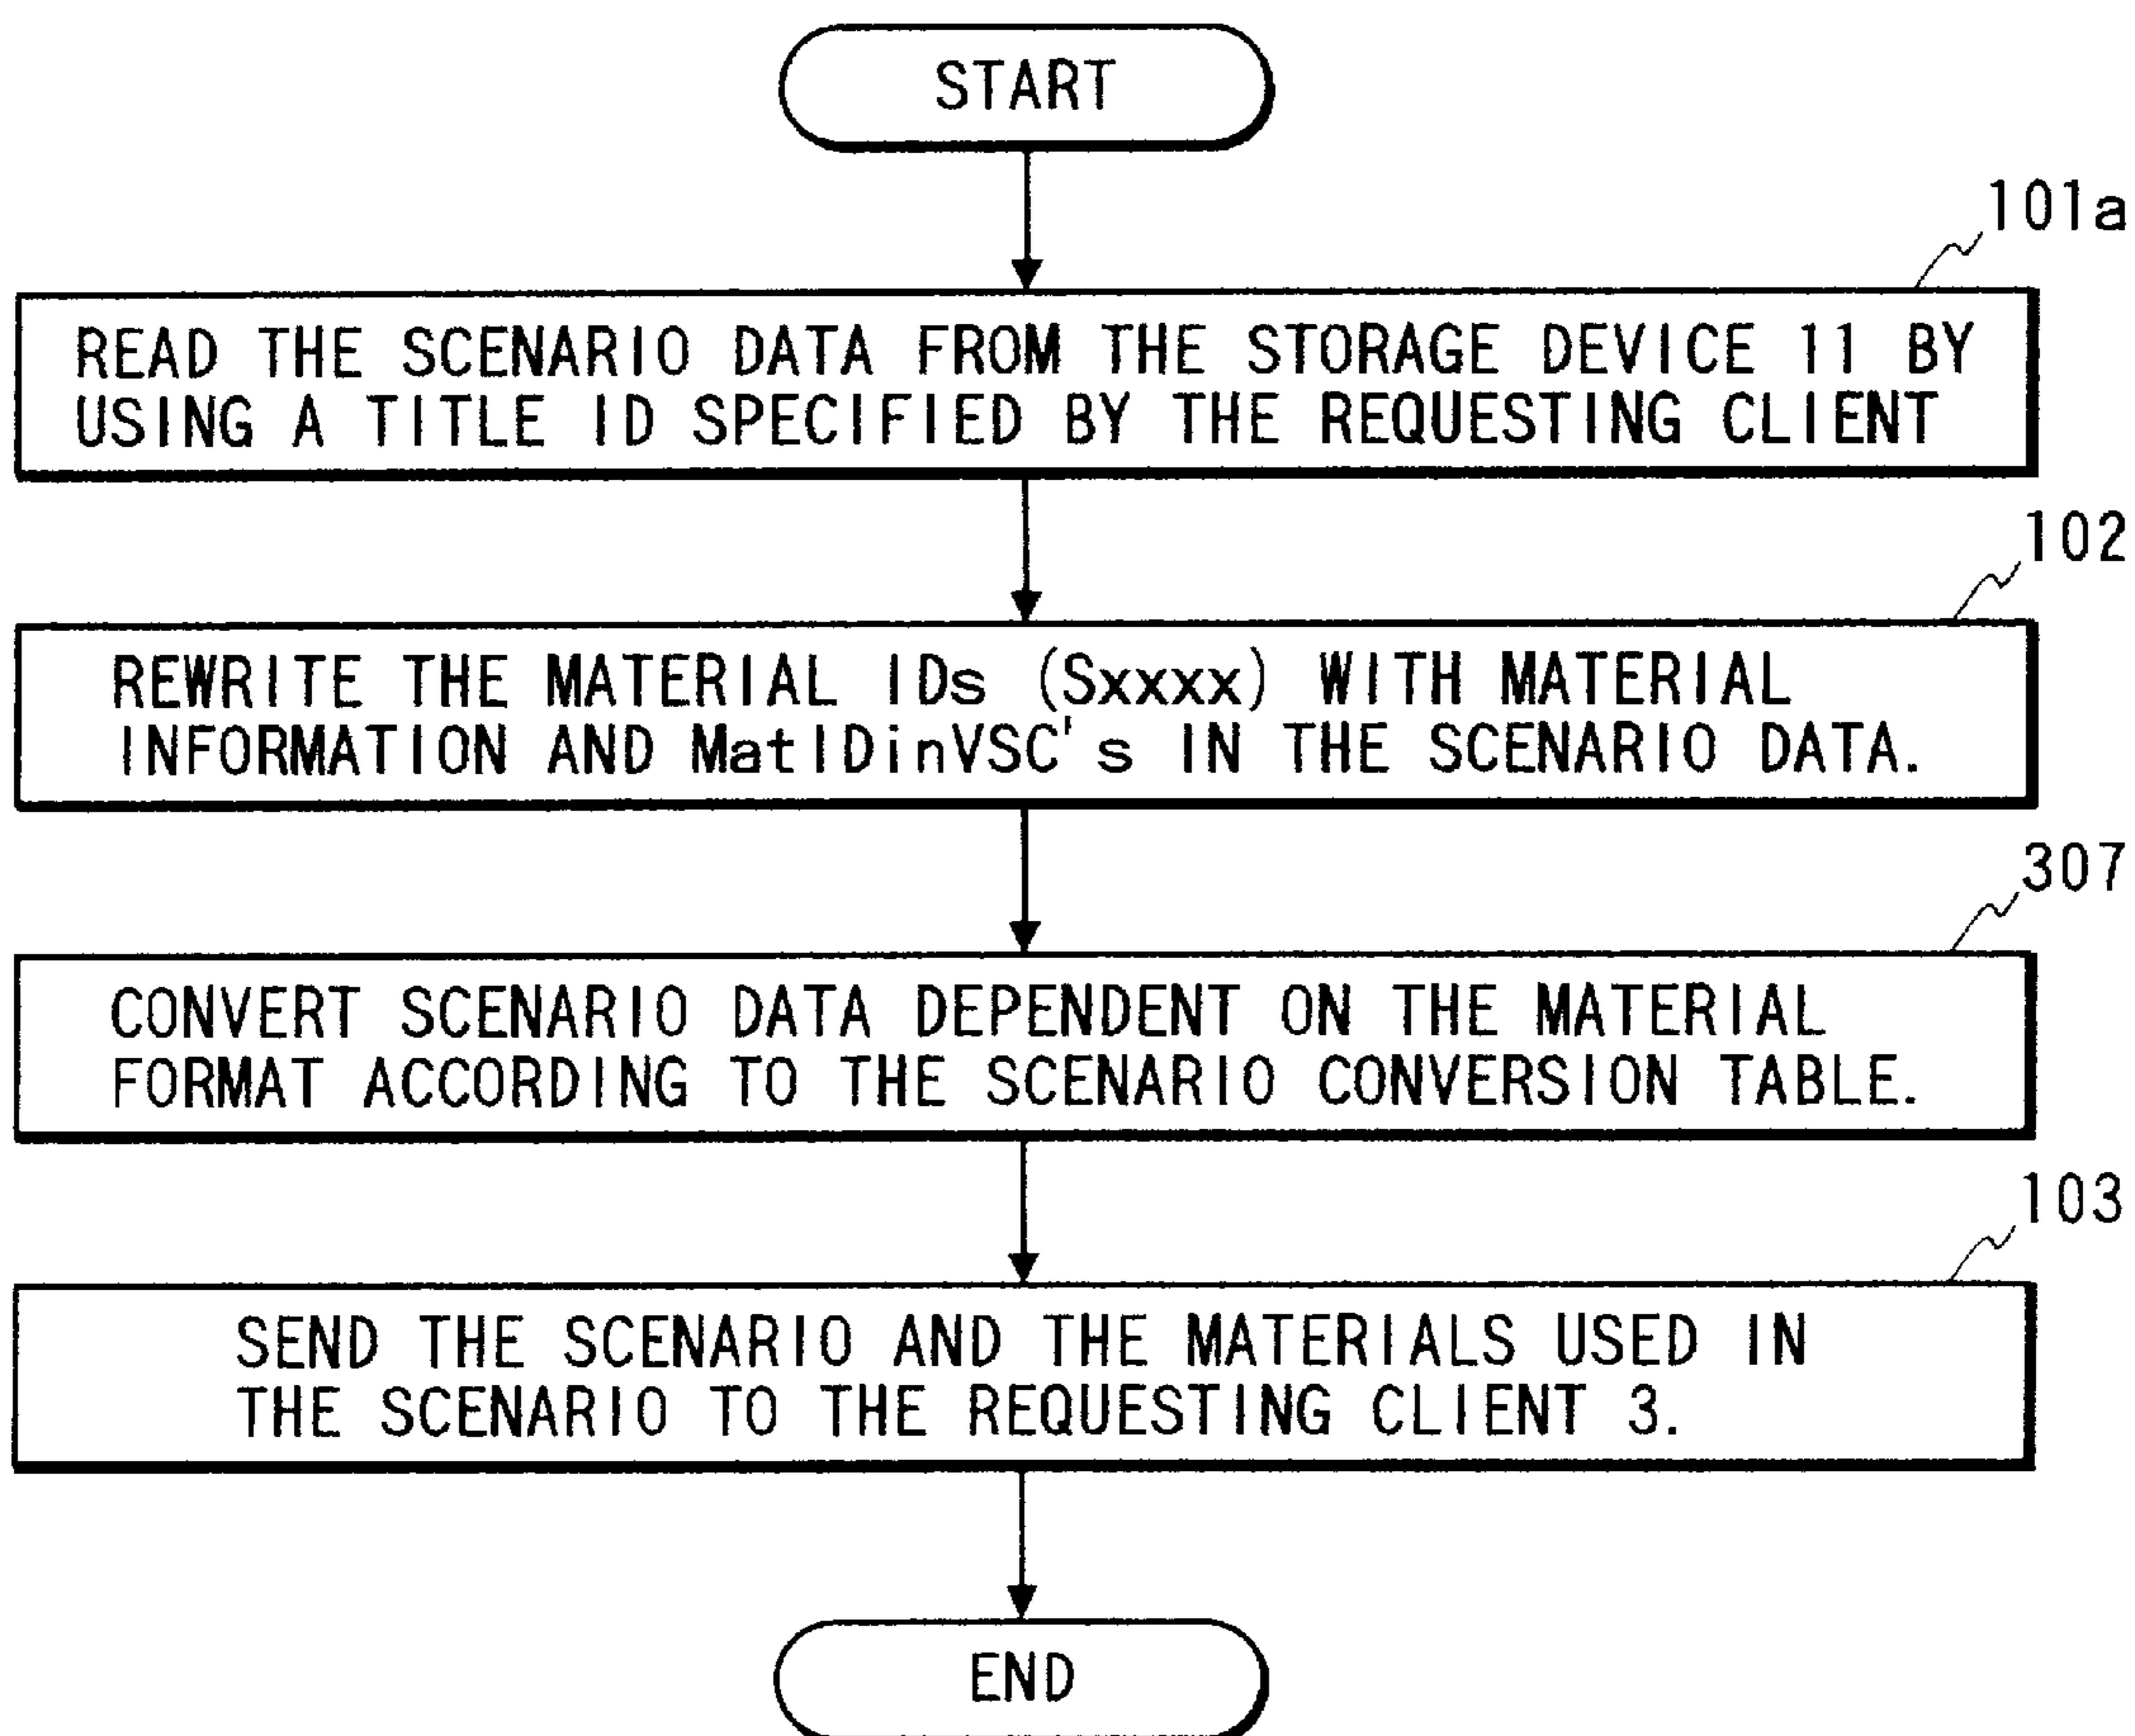 START
101a
READ THE SCENARIO DATA FROM THE STORAGE DEVICE 11 BY
USING A TITLE ID SPECIFIED BY THE REQUESTING CLIENT
102
REWRITE THE MATERIAL IDs (Sxxxx) WITH MATERIAL
INFORMATION AND MatIDinVSC's IN THE SCENARIO DATA.
307
CONVERT SCENARIO DATA DEPENDENT ON THE MATERIAL
FORMAT ACCORDING TO THE SCENARIO CONVERSION TABLE.
103
SEND THE SCENARIO AND THE MATERIALS USED IN
THE SCENARIO TO THE REQUESTING CLIENT 3.
END